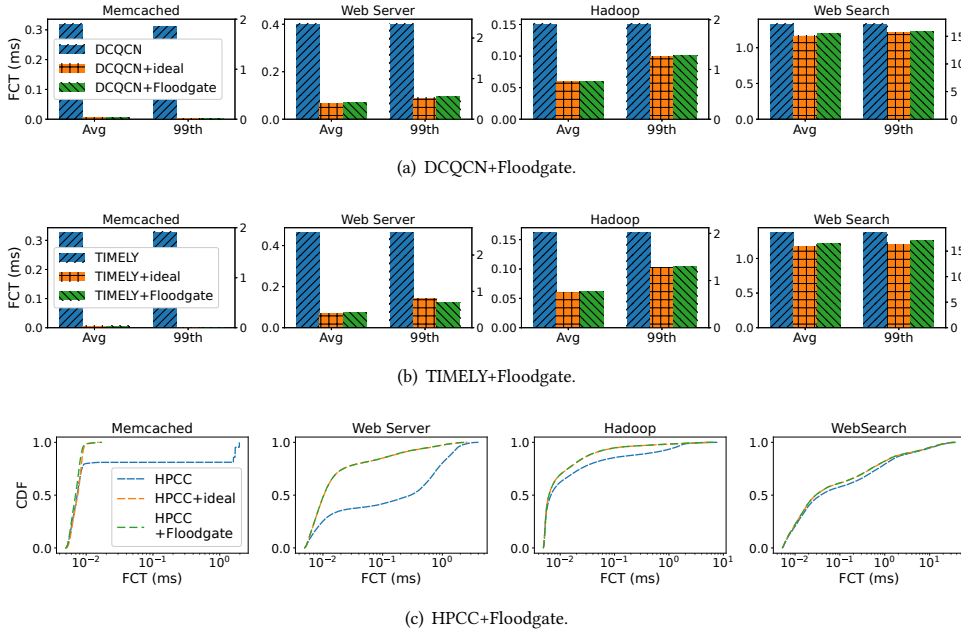 Memcached
Web Server
Hadoop
Web Search
FCT (ms)
0.3
0.2
0.1
0.0
2
1
0
DCQCN
DCQCN+ideal
DCQCN+Floodgate
Avg
99th
0.4
0.2
0.0
2
1
0
Avg
99th
0.15
0.10
0.05
0.00
2
1
0
Avg
99th
1.0
0.5
0.0
15
10
5
0
Avg
99th
(a) DCQCN+Floodgate.
Memcached
Web Server
Hadoop
Web Search
FCT (ms)
0.3
0.2
0.1
0.0
2
1
0
TIMELY
TIMELY+ideal
TIMELY+Floodgate
Avg
99th
0.4
0.2
0.0
2
1
0
Avg
99th
0.15
0.10
0.05
0.00
2
1
0
Avg
99th
1.0
0.5
0.0
15
10
5
0
Avg
99th
(b) TIMELY+Floodgate.
Memcached
Web Server
Hadoop
WebSearch
CDF
1.0
0.5
0.0
HPCC
HPCC+ideal
HPCC
+Floodgate
10⁻² 10⁻¹ 10⁰
FCT (ms)
1.0
0.5
0.0
10⁻² 10⁻¹ 10⁰
FCT (ms)
1.0
0.5
0.0
10⁻² 10⁻¹ 10⁰ 10¹
FCT (ms)
1.0
0.5
0.0
10⁻² 10⁻¹ 10⁰ 10¹
FCT (ms)
(c) HPCC+Floodgate.